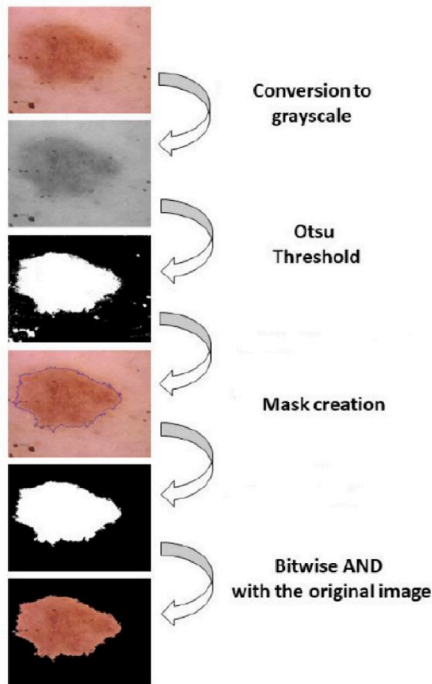 Conversion to
grayscale
Otsu
Threshold
Mask creation
Bitwise AND
with the original image